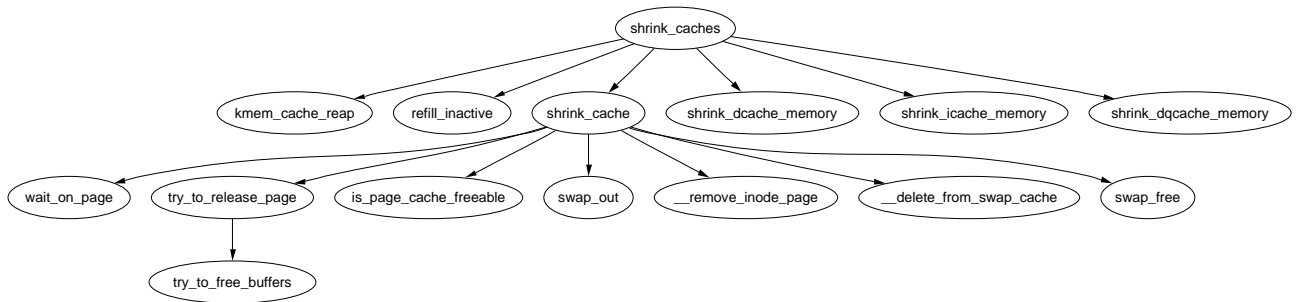 shrink_caches
kmem_cache_reap
refill_inactive
shrink_cache
shrink_dcache_memory
shrink_icache_memory
shrink_dqcache_memory
wait_on_page
try_to_release_page
is_page_cache_freeable
swap_out
__remove_inode_page
__delete_from_swap_cache
swap_free
try_to_free_buffers